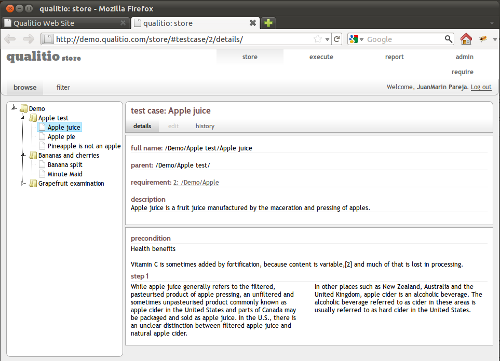 qualitio: store - Mozilla Firefox
Qualitio Web Site
qualitio: store
http://demo.qualitio.com/store/#testcase/2/details/
Google
qualitio store
store
execute
report
admin
require
browse
filter
Welcome, JuanMarin Pareja. Log out
Demo
Apple test
Apple juice
Apple pie
Pineapple is not an apple
Bananas and cherries
Banana split
Minute Maid
Grapefruit examination
test case: Apple juice
details
edit
history
full name: /Demo/Apple test/Apple juice
parent: /Demo/Apple test/
requirement: 2: /Demo/Apple
description
Apple juice is a fruit juice manufactured by the maceration and pressing of apples.
precondition
Health benefits
Vitamin C is sometimes added by fortification, because content is variable,[2] and much of that is lost in processing.
step 1
While apple juice generally refers to the filtered,
pasteurised product of apple pressing, an unfiltered and
sometimes unpasteurised product commonly known as
apple cider in the United States and parts of Canada may
be packaged and sold as apple juice. In the U.S., there is
an unclear distinction between filtered apple juice and
natural apple cider.
In other places such as New Zealand, Australia and the
United Kingdom, apple cider is an alcoholic beverage. The
alcoholic beverage referred to as cider in these areas is
usually referred to as hard cider in the United States.